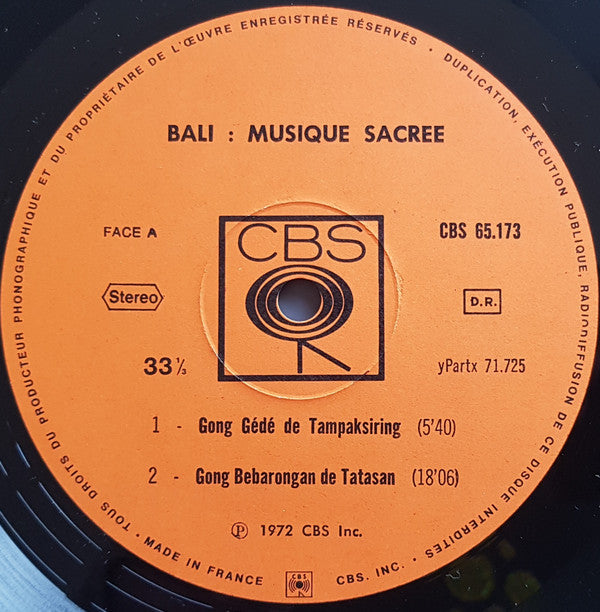 TOUS DROITS DU PRODUCTEUR PHONOGRAPHIQUE ET DU PROPRIÉTAIRE DE L'ŒUVRE ENREGISTRÉE RÉSERVÉS • DUPLICATION, EXÉCUTION PUBLIQUE, RADIODIFFUSION DE CE DISQUE INTERDITES •
BALI : MUSIQUE SACREE
FACE A
CBS
CBS 65.173
Stereo
D.R.
33⅓
yPartx 71.725
1 - Gong Gédé de Tampaksiring (5'40)
2 - Gong Bebarongan de Tatasan (18'06)
Ⓟ 1972 CBS Inc.
• MADE IN FRANCE
CBS
CBS. INC. •